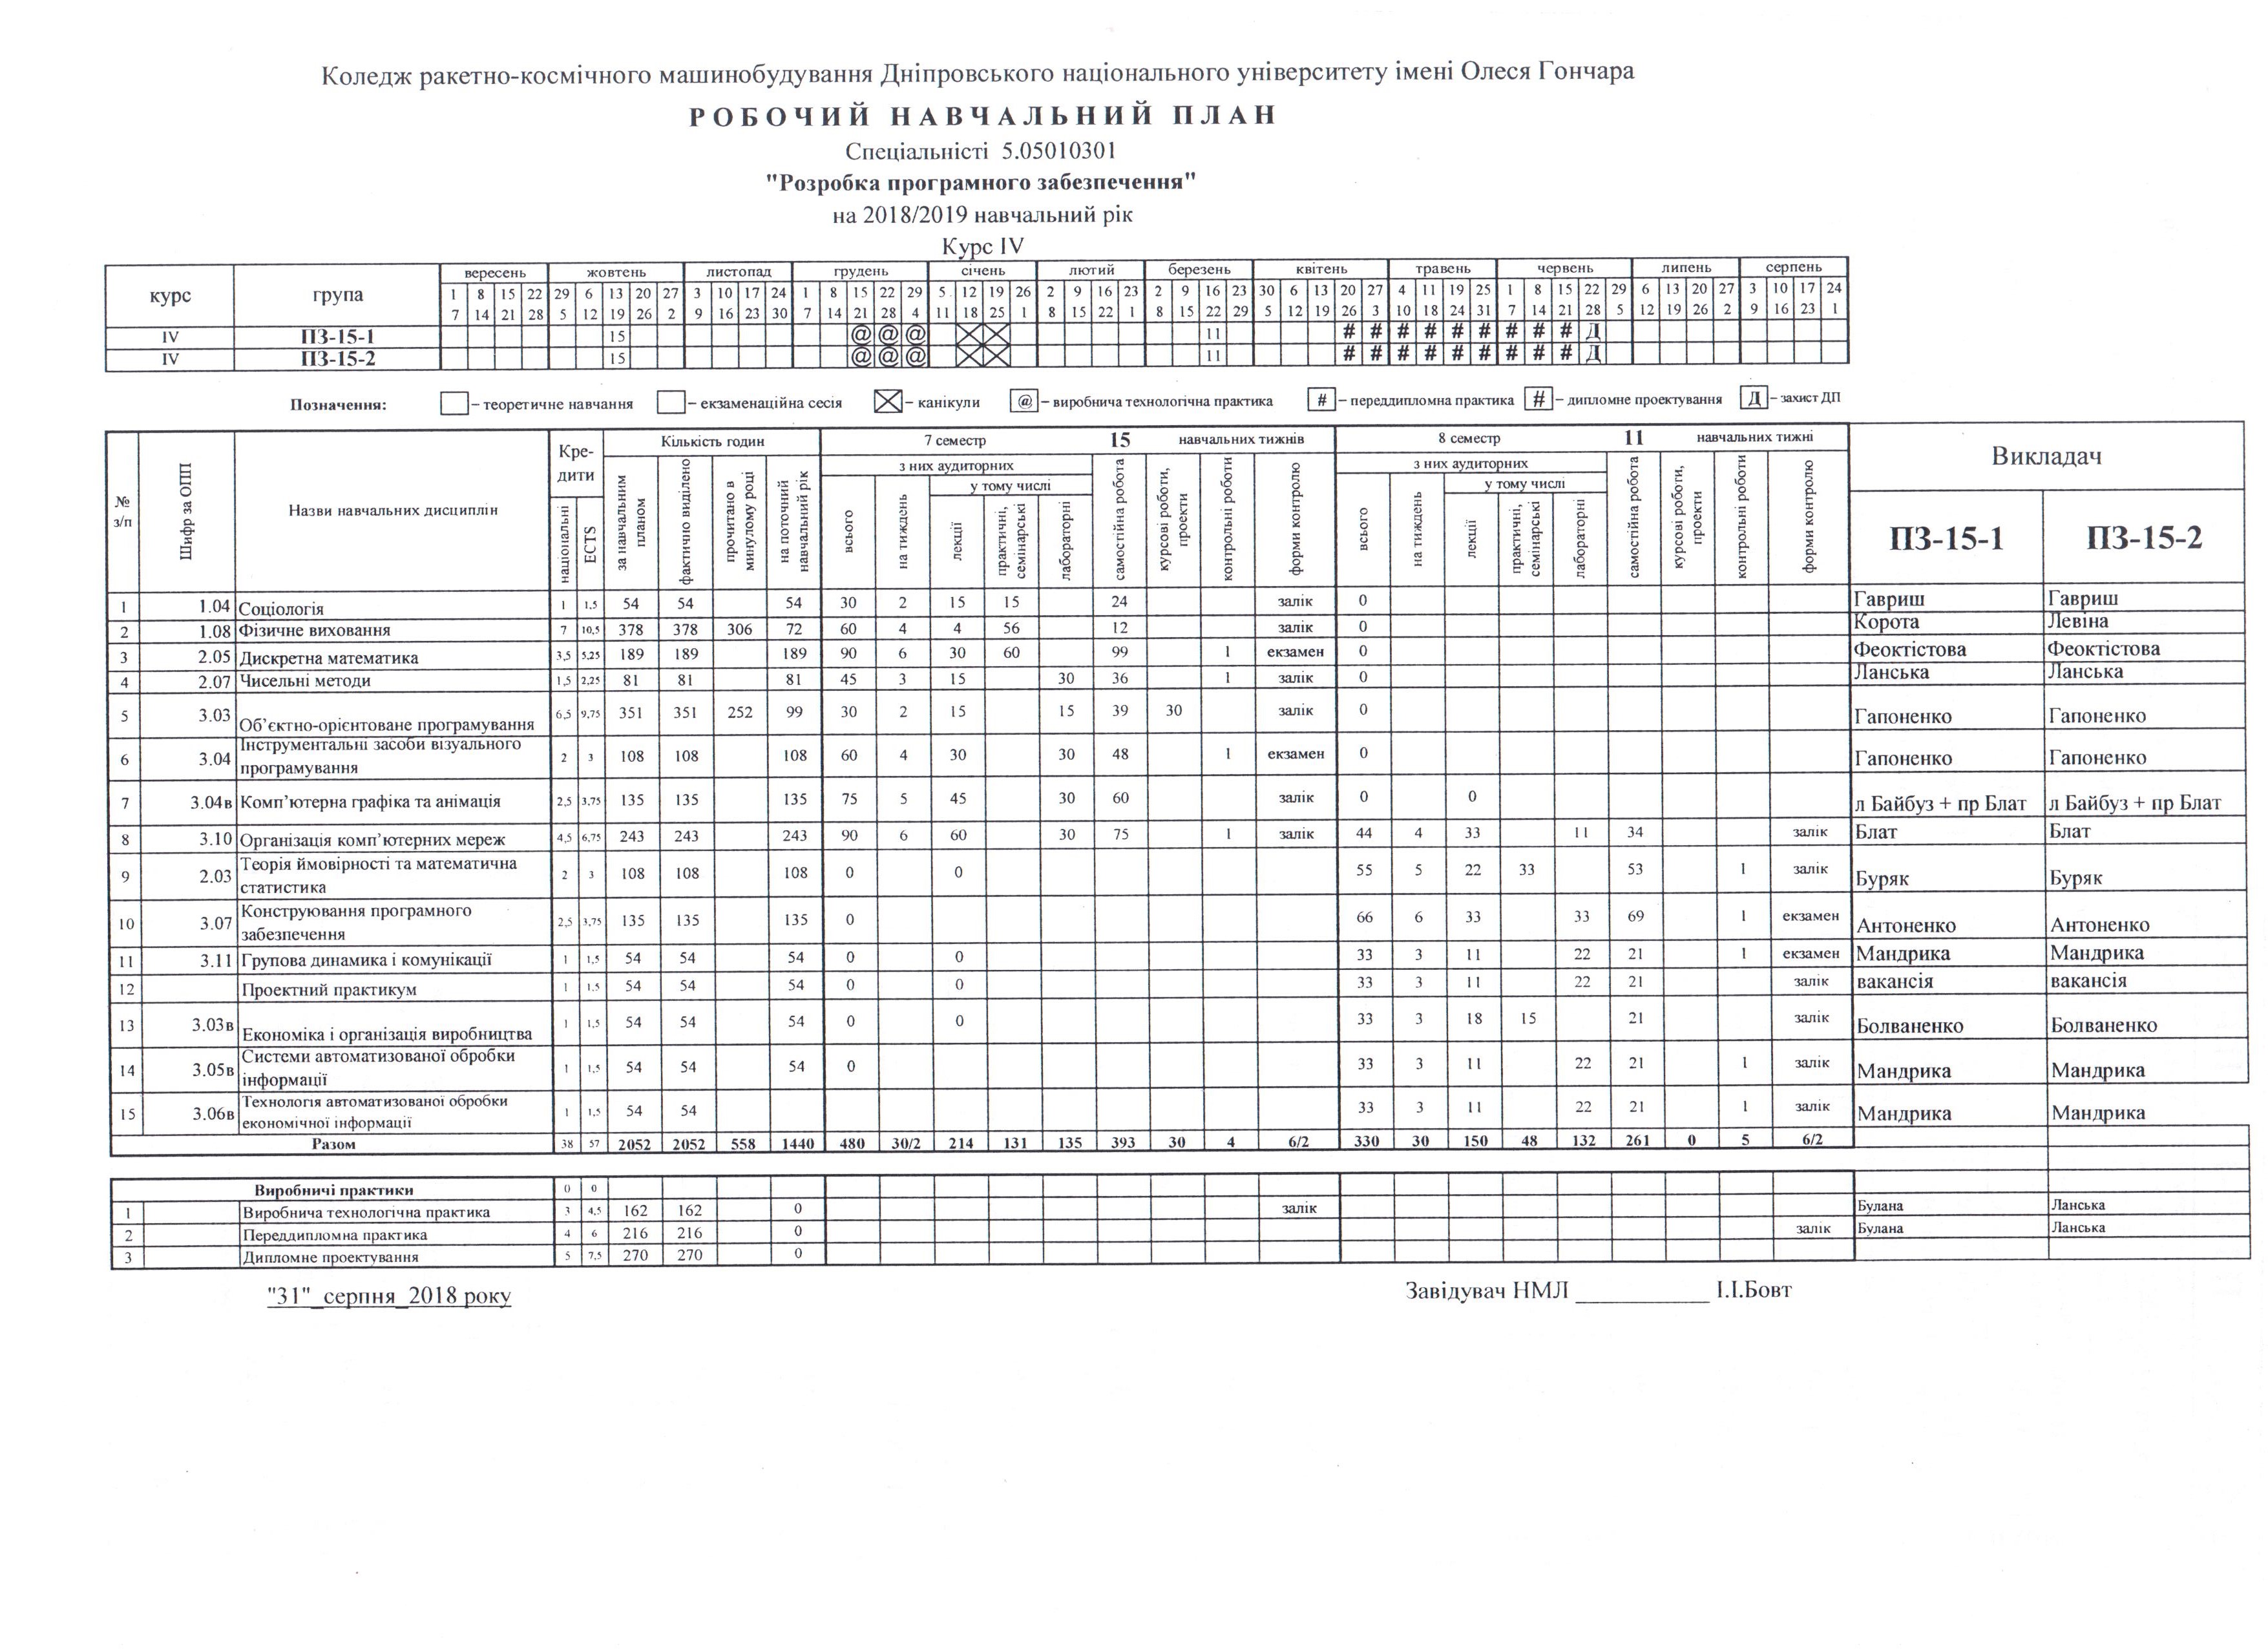 Коледж ракетно-космічного машинобудування Дніпровського національного університету імені Олеся Гончара
РОБОЧИЙ НАВЧАЛЬНИЙ ПЛАН
Спеціальністі 5.05010301
"Розробка програмного забезпечення"
на 2018/2019 навчальний рік
Курс IV
курс група вересень жовтень листопад грудень січень лютий березень квітень травень червень липень серпень
1 8 15 22 29 6 13 20 27 3 10 17 24 1 8 15 22 29 5 12 19 26 2 9 16 23 2 9 16 23 30 6 13 20 27 4 11 19 25 1 8 15 22 29 6 13 20 27 3 10 17 24
7 14 21 28 5 12 19 26 2 9 16 23 30 7 14 21 28 4 11 18 25 1 8 15 22 1 8 15 22 29 5 12 19 26 3 10 18 24 31 7 14 21 28 5 12 19 26 2 9 16 23 1
IV ПЗ-15-1 15 @ @ @ 11 # # # # # # # # # Д
IV ПЗ-15-2 15 @ @ @ 11 # # # # # # # # # Д
Позначення: – теоретичне навчання – екзаменаційна сесія – канікули @ – виробнича технологічна практика # – переддипломна практика # – дипломне проектування Д – захист ДП
№ з/п Шифр за ОПП Назви навчальних дисциплін Кре-дити Кількість годин 7 семестр 15 навчальних тижнів 8 семестр 11 навчальних тижні Викладач
з них аудиторних з них аудиторних
у тому числі у тому числі
національні ECTS за навчальним планом фактично виділено прочитано в минулому році на поточний навчальний рік всього на тиждень лекції практичні, семінарські лабораторні самостійна робота курсові роботи, проекти контрольні роботи форми контролю всього на тиждень лекції практичні, семінарські лабораторні самостійна робота курсові роботи, проекти контрольні роботи форми контролю ПЗ-15-1 ПЗ-15-2
1 1.04 Соціологія 1 1,5 54 54 54 30 2 15 15 24 залік 0 Гавриш Гавриш
2 1.08 Фізичне виховання 7 10,5 378 378 306 72 60 4 4 56 12 залік 0 Корота Левіна
3 2.05 Дискретна математика 3,5 5,25 189 189 189 90 6 30 60 99 1 екзамен 0 Феоктістова Феоктістова
4 2.07 Чисельні методи 1,5 2,25 81 81 81 45 3 15 30 36 1 залік 0 Ланська Ланська
5 3.03 Об’єктно-орієнтоване програмування 6,5 9,75 351 351 252 99 30 2 15 15 39 30 залік 0 Гапоненко Гапоненко
6 3.04 Інструментальні засоби візуального програмування 2 3 108 108 108 60 4 30 30 48 1 екзамен 0 Гапоненко Гапоненко
7 3.04в Комп’ютерна графіка та анімація 2,5 3,75 135 135 135 75 5 45 30 60 залік 0 0 л Байбуз + пр Блат л Байбуз + пр Блат
8 3.10 Організація комп’ютерних мереж 4,5 6,75 243 243 243 90 6 60 30 75 1 залік 44 4 33 11 34 залік Блат Блат
9 2.03 Теорія ймовірності та математична статистика 2 3 108 108 108 0 0 55 5 22 33 53 1 залік Буряк Буряк
10 3.07 Конструювання програмного забезпечення 2,5 3,75 135 135 135 0 66 6 33 33 69 1 екзамен Антоненко Антоненко
11 3.11 Групова динаміка і комунікації 1 1,5 54 54 54 0 0 33 3 11 22 21 1 екзамен Мандрика Мандрика
12 Проектний практикум 1 1,5 54 54 54 0 0 33 3 11 22 21 залік вакансія вакансія
13 3.03в Економіка і організація виробництва 1 1,5 54 54 54 0 0 33 3 18 15 21 залік Болваненко Болваненко
14 3.05в Системи автоматизованої обробки інформації 1 1,5 54 54 54 0 33 3 11 22 21 1 залік Мандрика Мандрика
15 3.06в Технологія автоматизованої обробки економічної інформації 1 1,5 54 54 33 3 11 22 21 1 залік Мандрика Мандрика
Разом 38 57 2052 2052 558 1440 480 30/2 214 131 135 393 30 4 6/2 330 30 150 48 132 261 0 5 6/2
Виробничі практики 0 0
1 Виробнича технологічна практика 3 4,5 162 162 0 залік Булана Ланська
2 Переддипломна практика 4 6 216 216 0 залік Булана Ланська
3 Дипломне проектування 5 7,5 270 270 0
"31"_серпня_2018 року Завідувач НМЛ ____________ І.І.Бовт